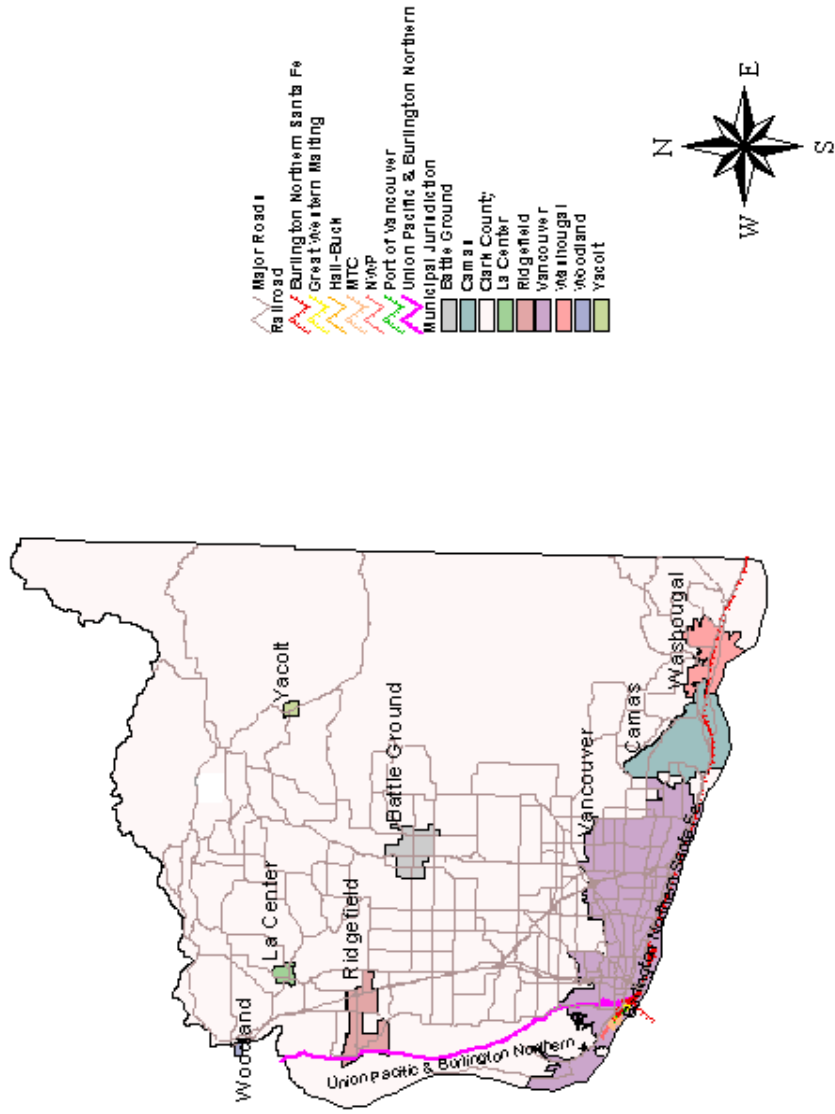 Major Roads
Railroad
Burlington Northern Santa Fe
Great Western Malting
Hall-Buck
MTC
NWP
Port of Vancouver
Union Pacific & Burlington Northern
Municipal Jurisdiction
Battle Ground
Camas
Clark County;
La Center
Ridgefield
Vancouver
Washougal
Woodland
Yacolt
N
E
S
W
Woodland
La Center
Ridgefield
Yacolt
Battle Ground
Vancouver
Camas
Washougal
Union Pacific & Burlington Northern
Burlington Northern Santa Fe